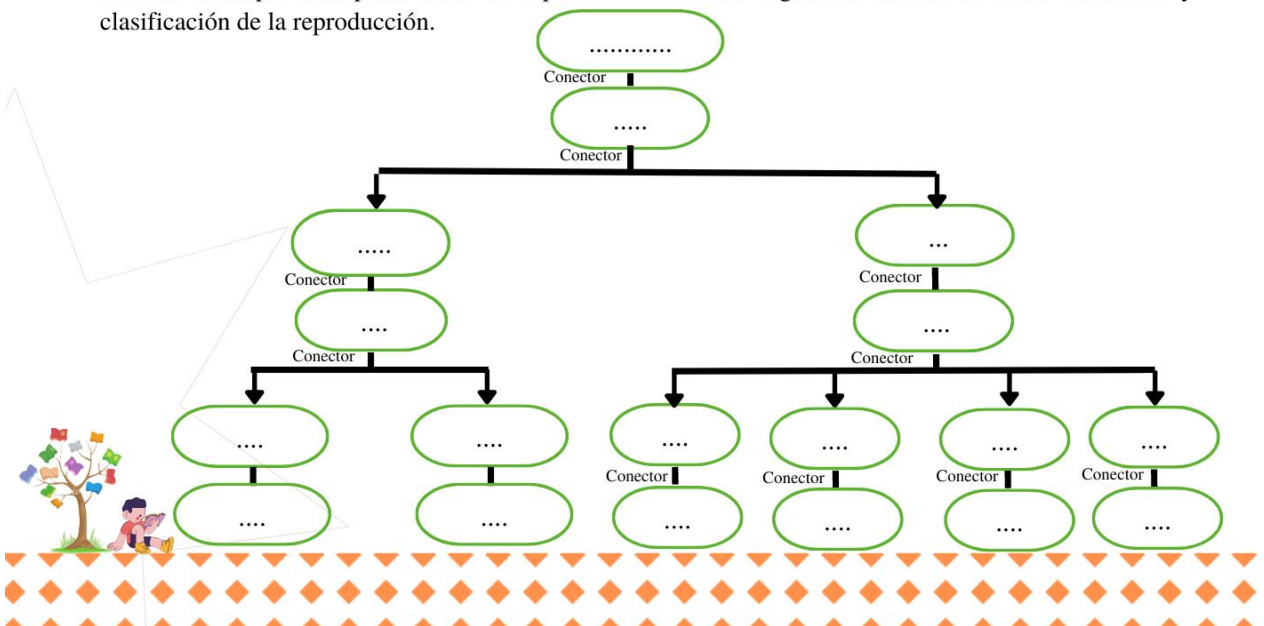 clasificación de la reproducción.
............
Conector
.....
Conector
..... ...
Conector Conector
.... ....
Conector Conector
.... .... .... .... .... ....
Conector Conector Conector Conector
.... .... .... .... .... ....